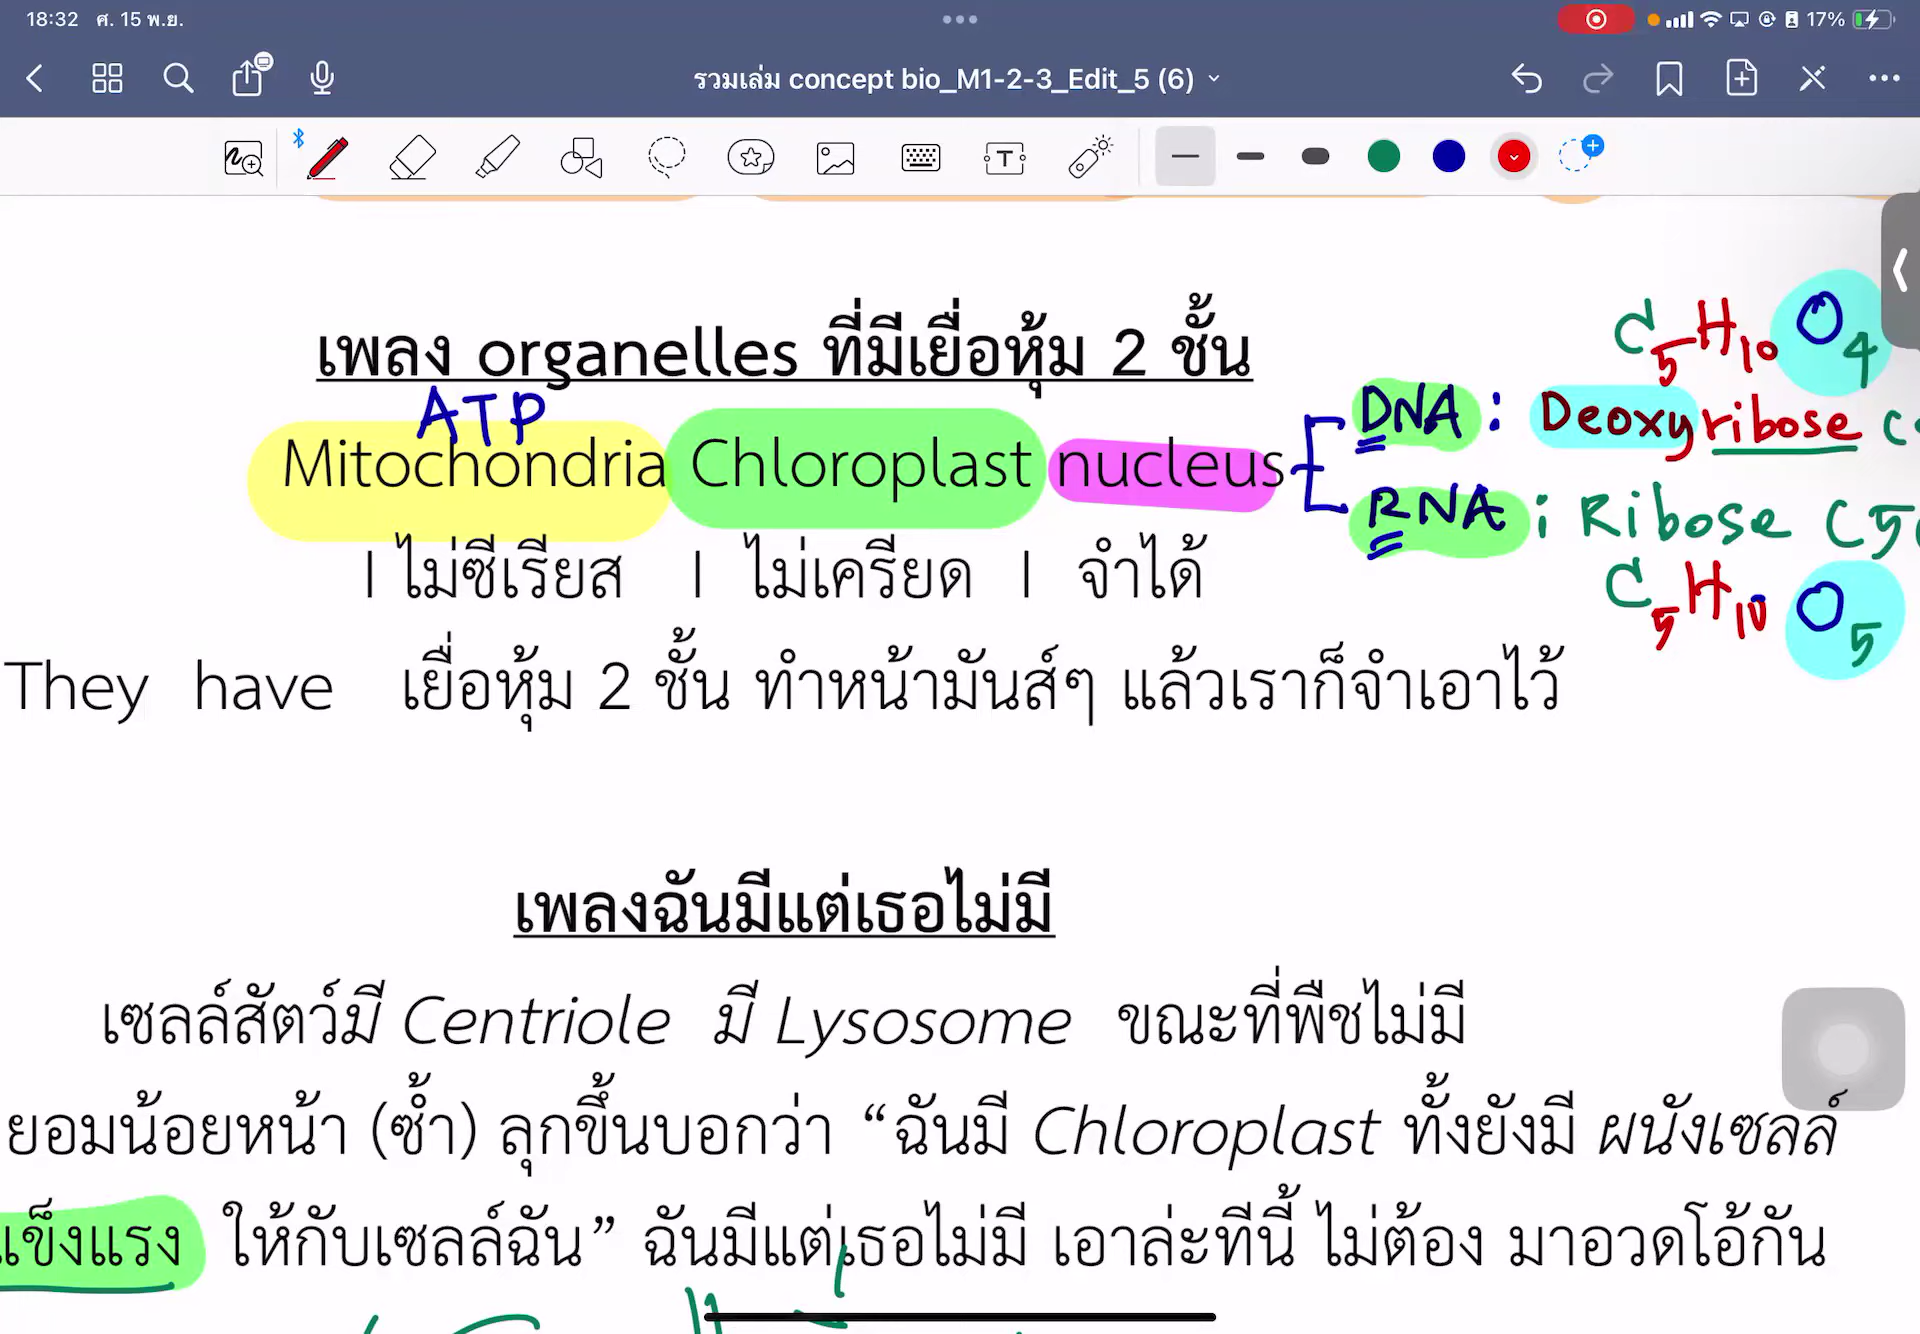 18:32 ศ. 15 พ.ย.
17%
รวมเล่ม concept bio_M1-2-3_Edit_5 (6)
เพลง organelles ที่มีเยื่อหุ้ม 2 ชั้น
C5H10O4
ATP
DNA : Deoxyribose C
Mitochondria Chloroplast nucleus
RNA : Ribose C5
C5H10O5
| ไม่ซีเรียส | ไม่เครียด | จำได้
They have เยื่อหุ้ม 2 ชั้น ทำหน้ามันส์ๆ แล้วเราก็จำเอาไว้
เพลงฉันมีแต่เธอไม่มี
เซลล์สัตว์มี Centriole มี Lysosome ขณะที่พืชไม่มี
ยอมน้อยหน้า (ซ้ำ) ลุกขึ้นบอกว่า “ฉันมี Chloroplast ทั้งยังมี ผนังเซลล์
แข็งแรง ให้กับเซลล์ฉัน” ฉันมีแต่เธอไม่มี เอาล่ะทีนี้ ไม่ต้อง มาอวดโอ้กัน